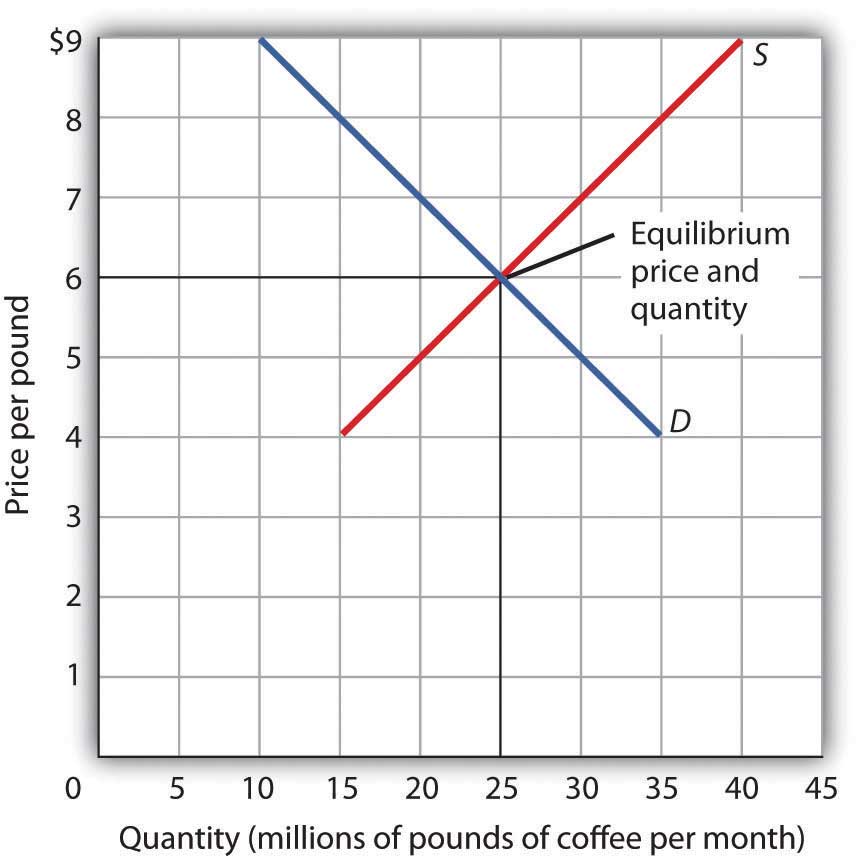 $9
8
7
6
5
4
3
2
1
0
5 10 15 20 25 30 35 40 45
Price per pound
Quantity (millions of pounds of coffee per month)
S
Equilibrium
price and
quantity
D